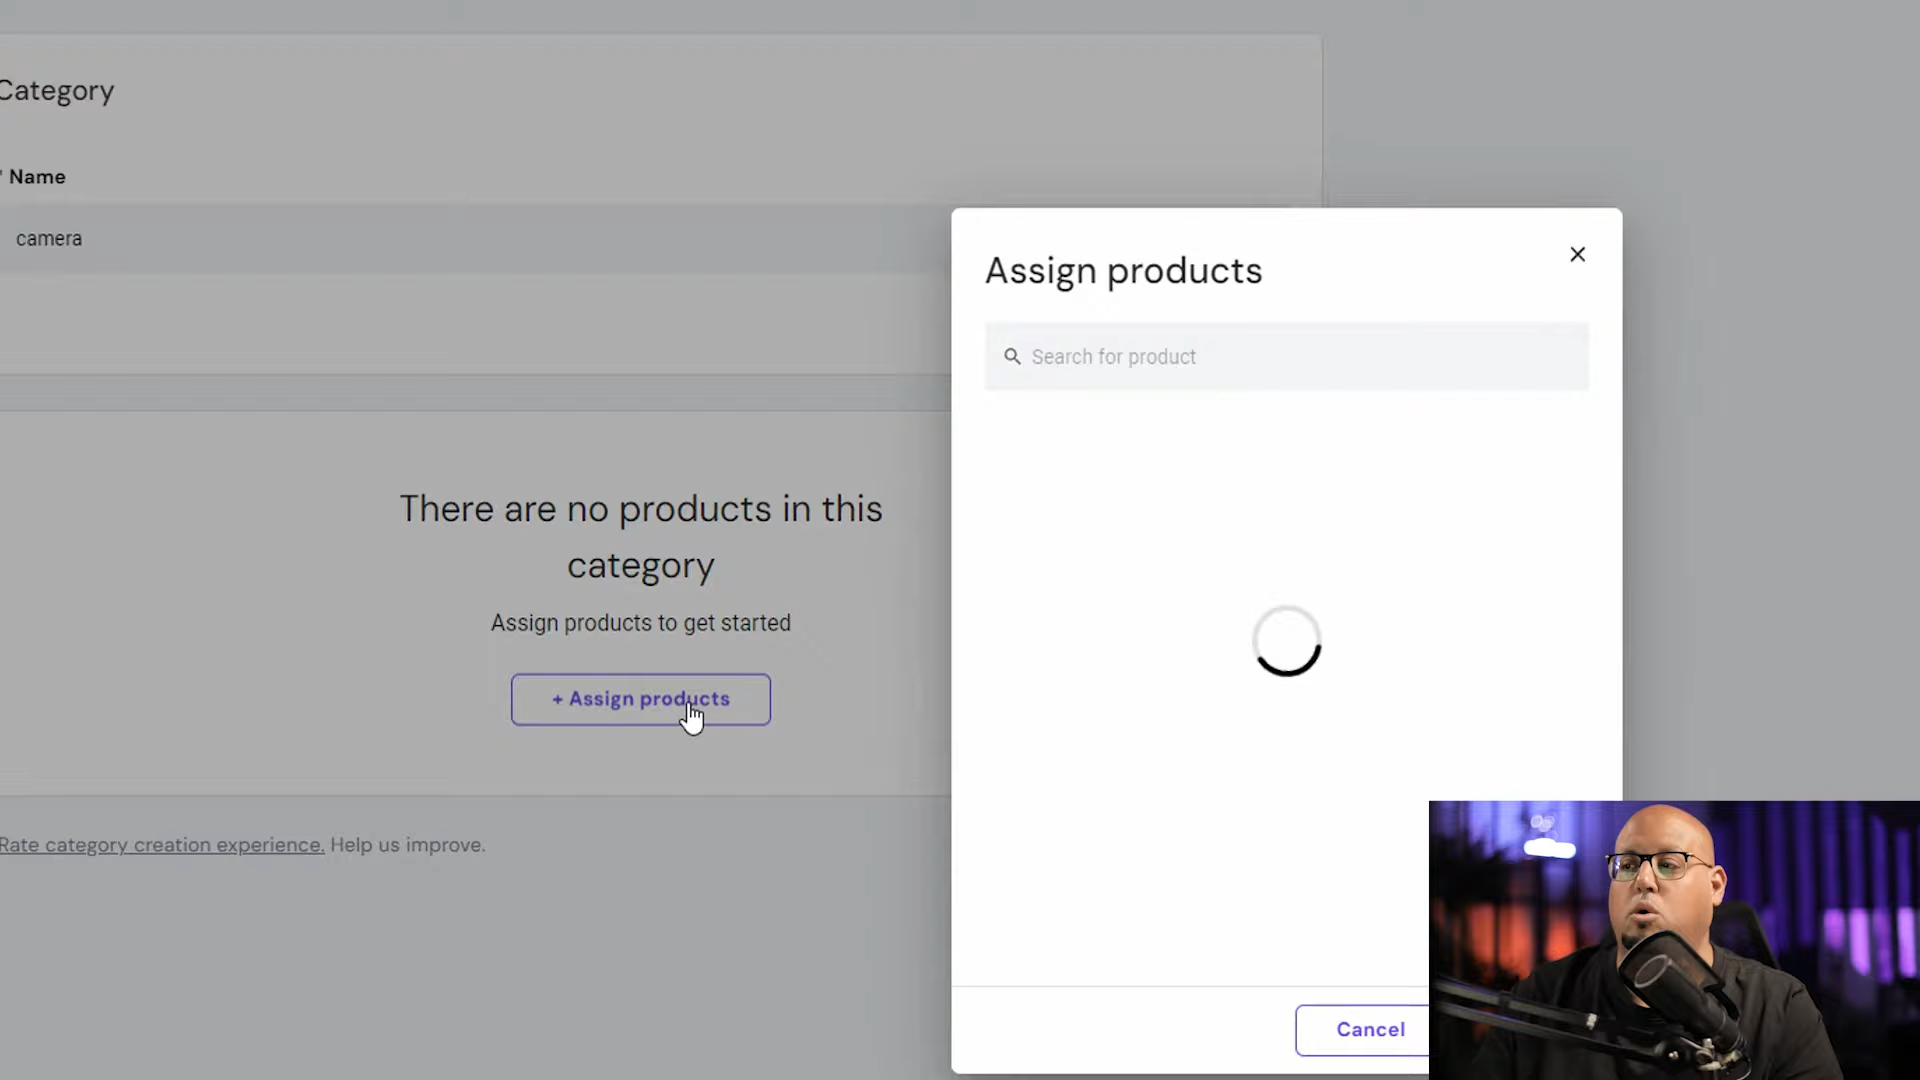 Category
* Name
camera
There are no products in this
category
Assign products to get started
+ Assign products
Rate category creation experience. Help us improve.
Assign products
Search for product
Cancel